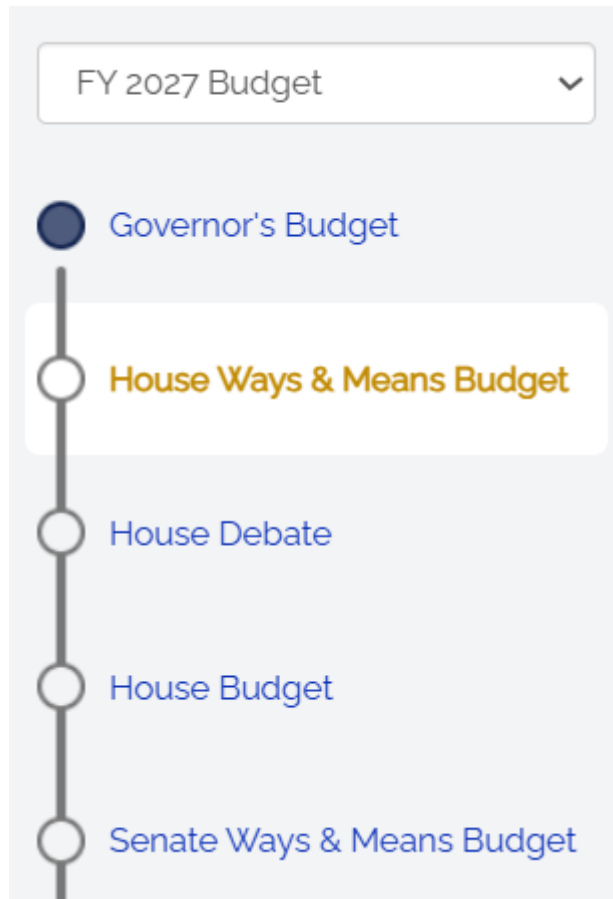 FY 2027 Budget
Governor's Budget
House Ways & Means Budget
House Debate
House Budget
Senate Ways & Means Budget